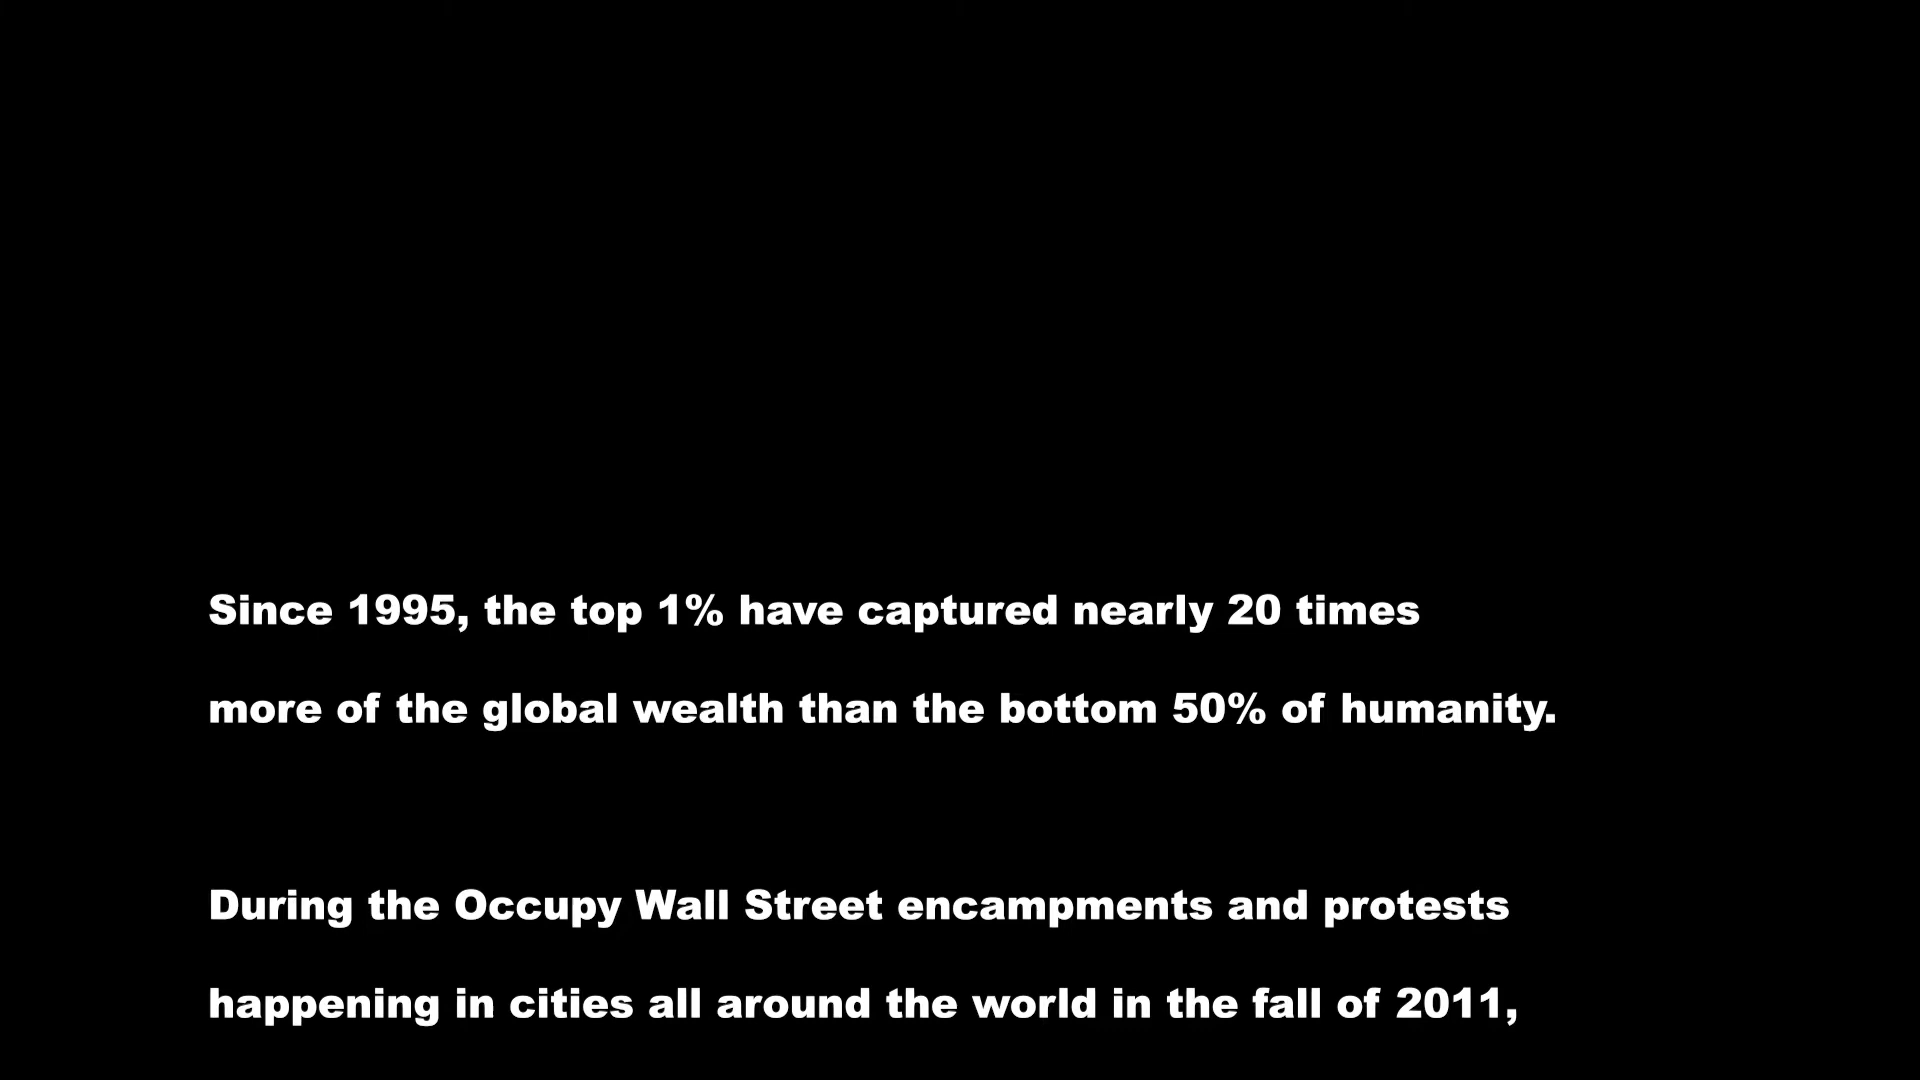 Since 1995, the top 1% have captured nearly 20 times
more of the global wealth than the bottom 50% of humanity.
During the Occupy Wall Street encampments and protests
happening in cities all around the world in the fall of 2011,